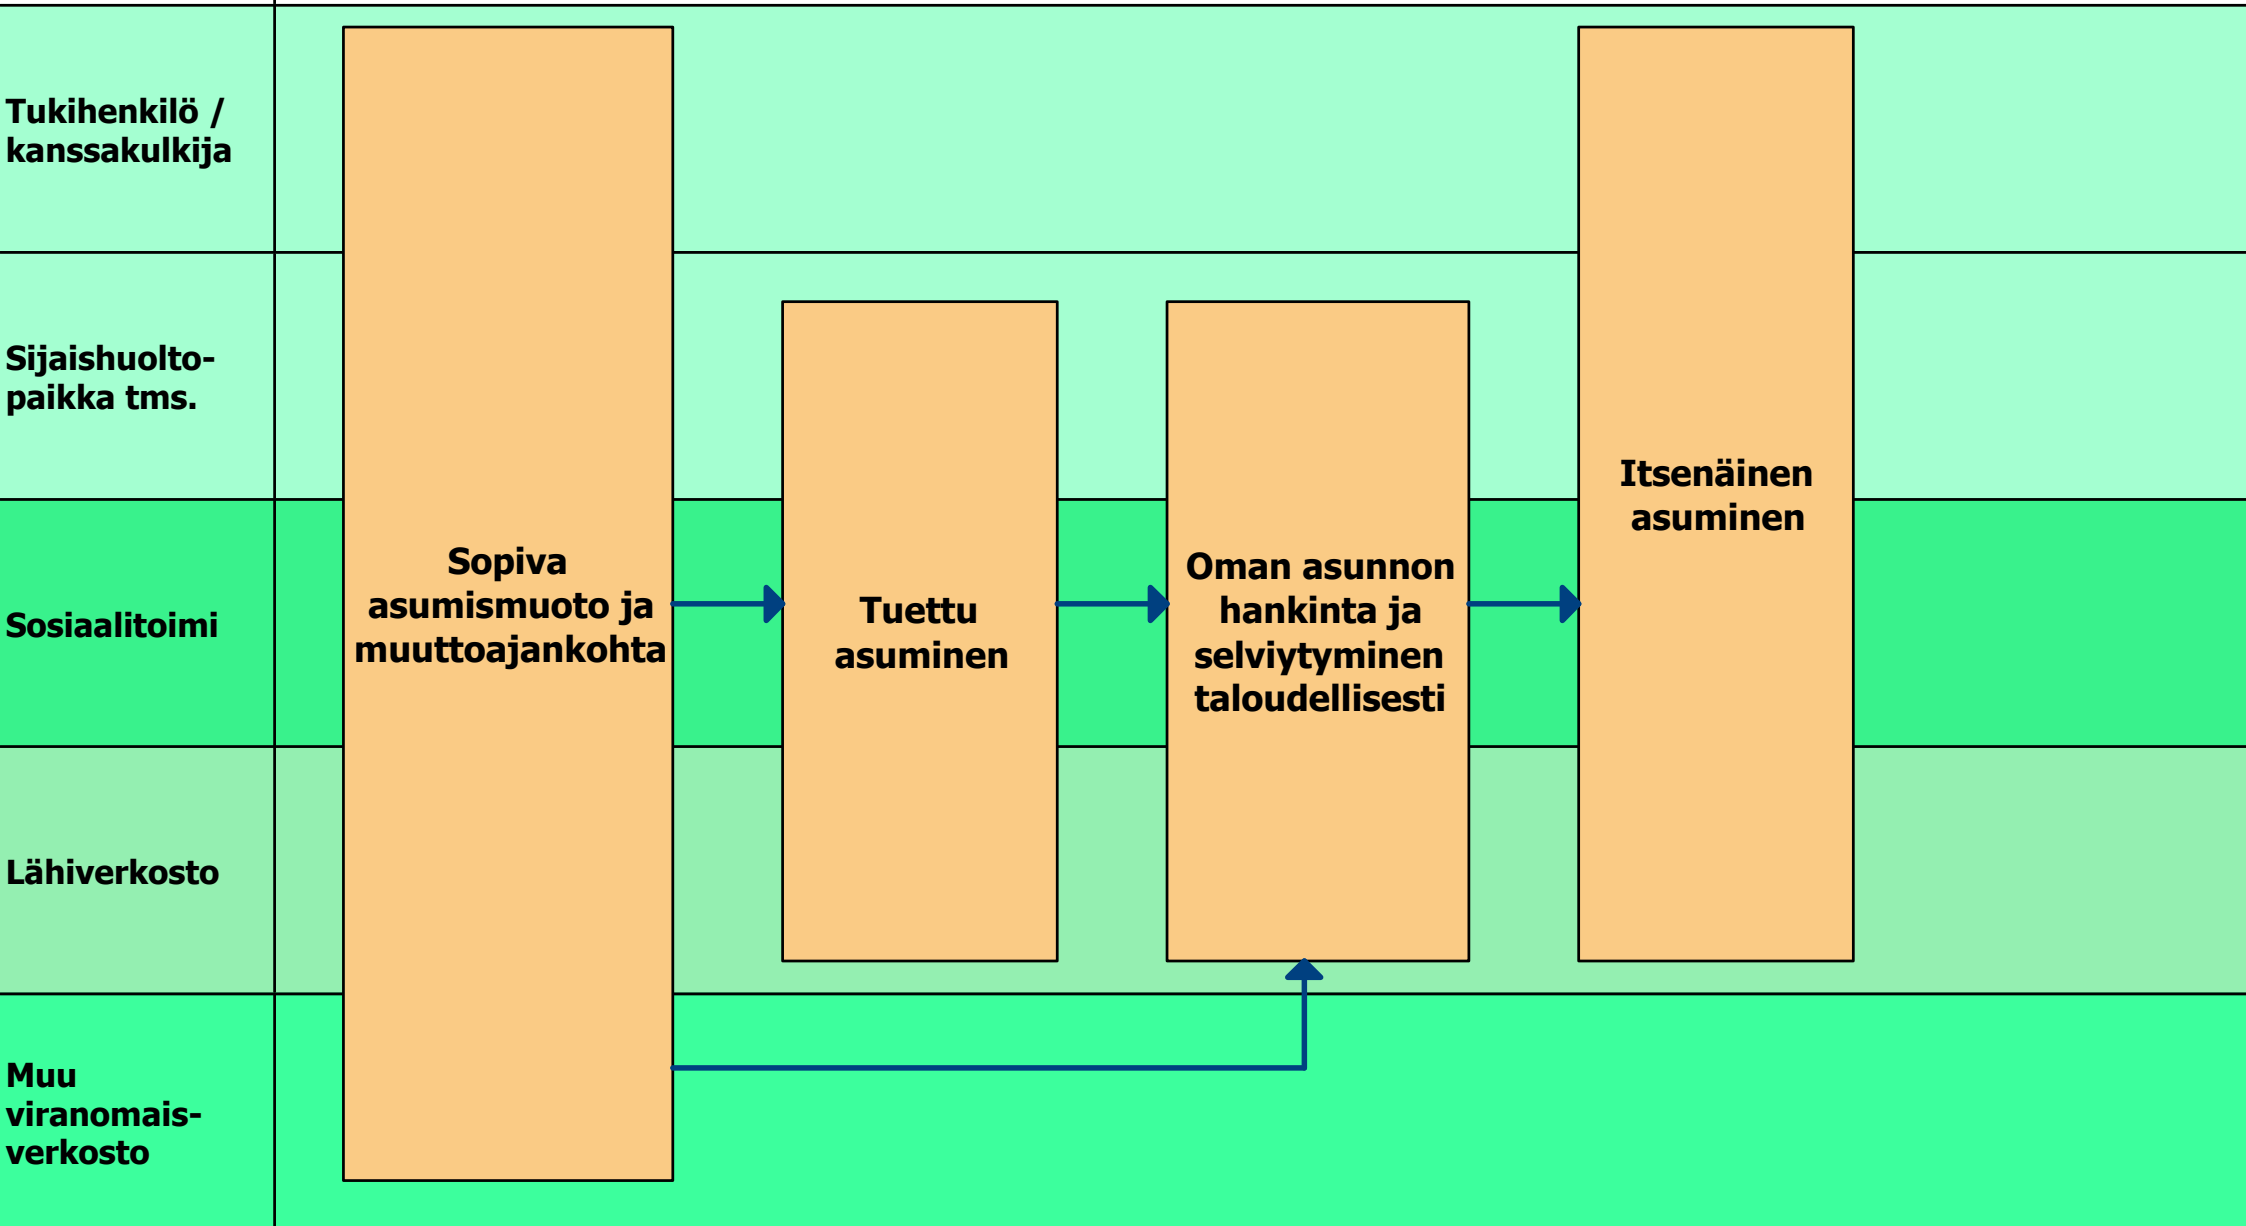 Tukihenkilö /
kanssakulkija
Sijaishuolto-
paikka tms.
Sosiaalitoimi
Lähiverkosto
Muu
viranomais-
verkosto
Sopiva
asumismuoto ja
muuttoajankohta
Tuettu
asuminen
Oman asunnon
hankinta ja
selviytyminen
taloudellisesti
Itsenäinen
asuminen